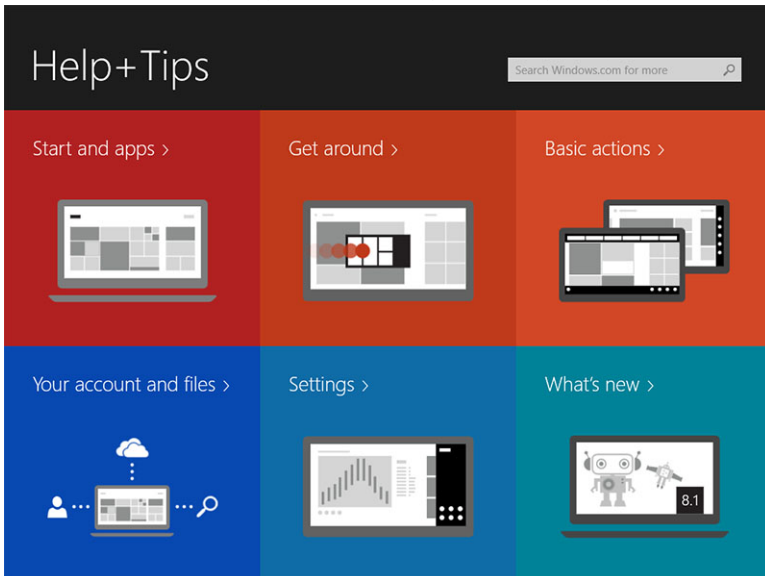 Help+Tips
Search Windows.com for more
Start and apps >
Get around >
Basic actions >
Your account and files >
Settings >
What's new >
8.1